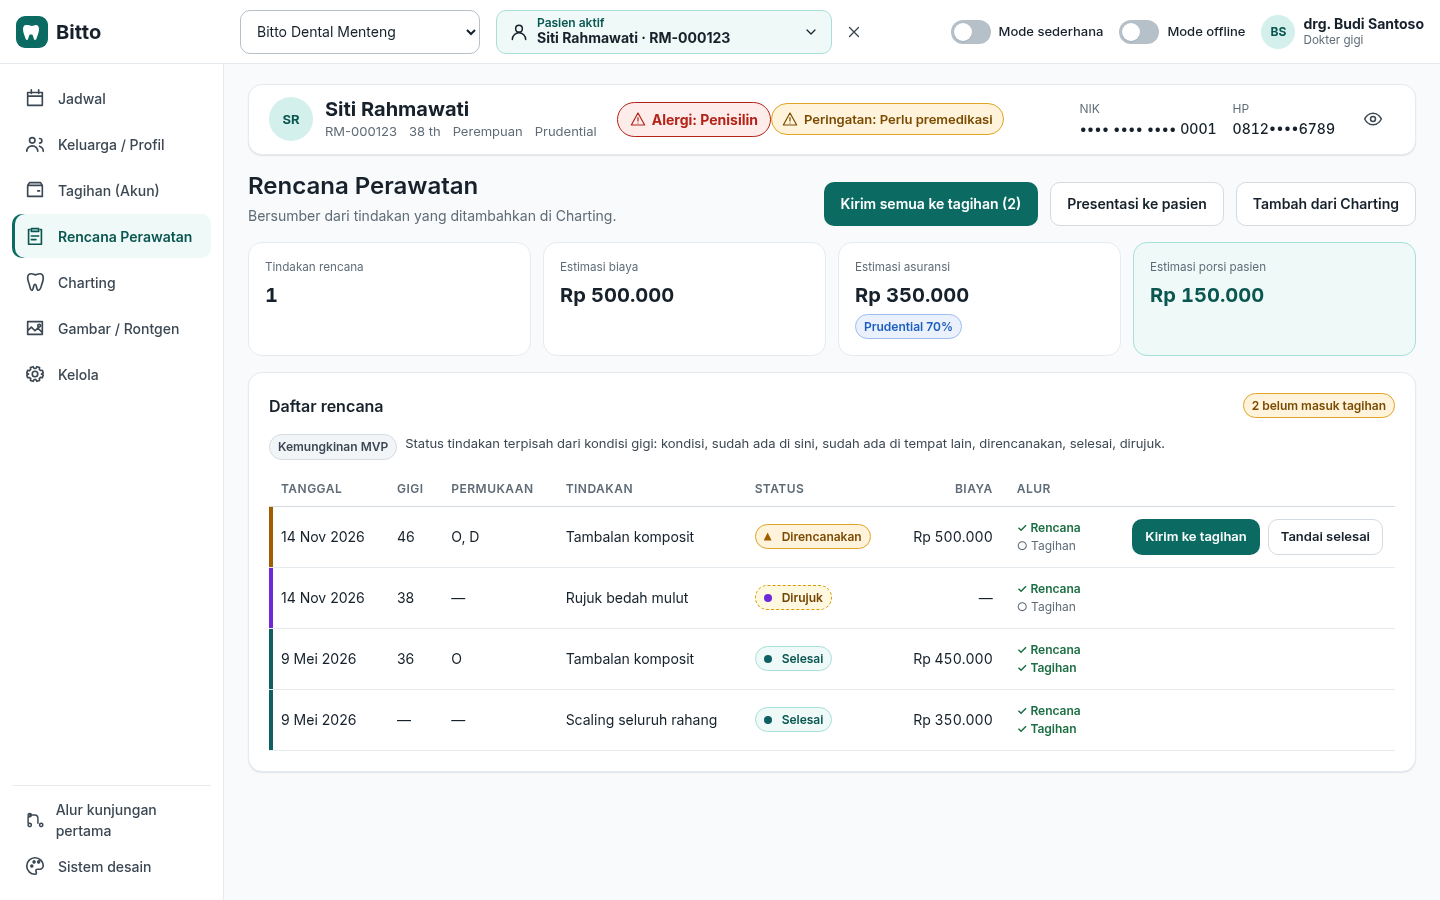 Bitto
Bitto Dental Menteng
Pasien aktif
Siti Rahmawati · RM-000123
Mode sederhana
Mode offline
BS
drg. Budi Santoso
Dokter gigi
Jadwal
Keluarga / Profil
Tagihan (Akun)
Rencana Perawatan
Charting
Gambar / Rontgen
Kelola
Alur kunjungan
pertama
Sistem desain
SR
Siti Rahmawati
RM-000123 38 th Perempuan Prudential
Alergi: Penisilin
Peringatan: Perlu premedikasi
NIK
•••• •••• •••• 0001
HP
0812••••6789
Rencana Perawatan
Bersumber dari tindakan yang ditambahkan di Charting.
Kirim semua ke tagihan (2)
Presentasi ke pasien
Tambah dari Charting
Tindakan rencana
1
Estimasi biaya
Rp 500.000
Estimasi asuransi
Rp 350.000
Prudential 70%
Estimasi porsi pasien
Rp 150.000
Daftar rencana
2 belum masuk tagihan
Kemungkinan MVP Status tindakan terpisah dari kondisi gigi: kondisi, sudah ada di sini, sudah ada di tempat lain, direncanakan, selesai, dirujuk.
TANGGAL GIGI PERMUKAAN TINDAKAN STATUS BIAYA ALUR
14 Nov 2026 46 O, D Tambalan komposit ▲ Direncanakan Rp 500.000
✓ Rencana
○ Tagihan
Kirim ke tagihan
Tandai selesai
14 Nov 2026 38 — Rujuk bedah mulut ● Dirujuk —
✓ Rencana
○ Tagihan
9 Mei 2026 36 O Tambalan komposit ● Selesai Rp 450.000
✓ Rencana
✓ Tagihan
9 Mei 2026 — — Scaling seluruh rahang ● Selesai Rp 350.000
✓ Rencana
✓ Tagihan